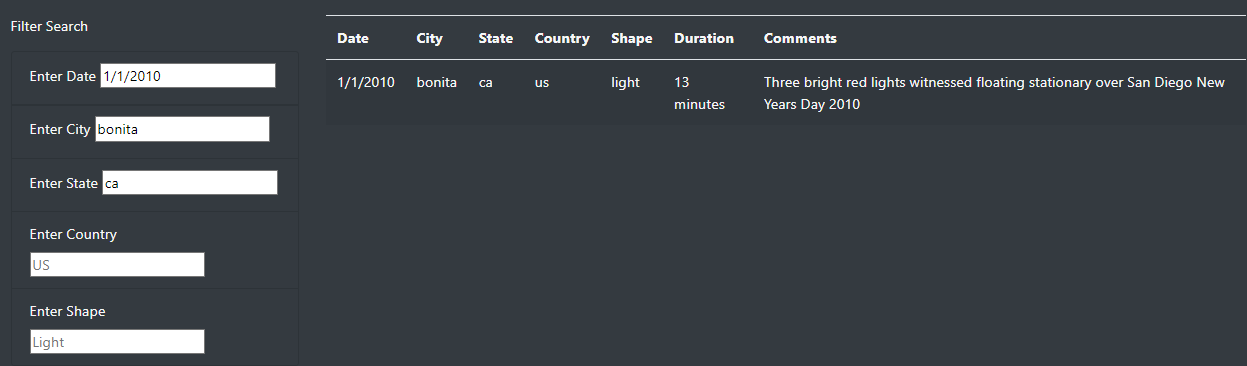 Filter Search
Enter Date 1/1/2010
Enter City bonita
Enter State ca
Enter Country
US
Enter Shape
Light
Date City State Country Shape Duration Comments
1/1/2010 bonita ca us light 13 Three bright red lights witnessed floating stationary over San Diego New
minutes Years Day 2010